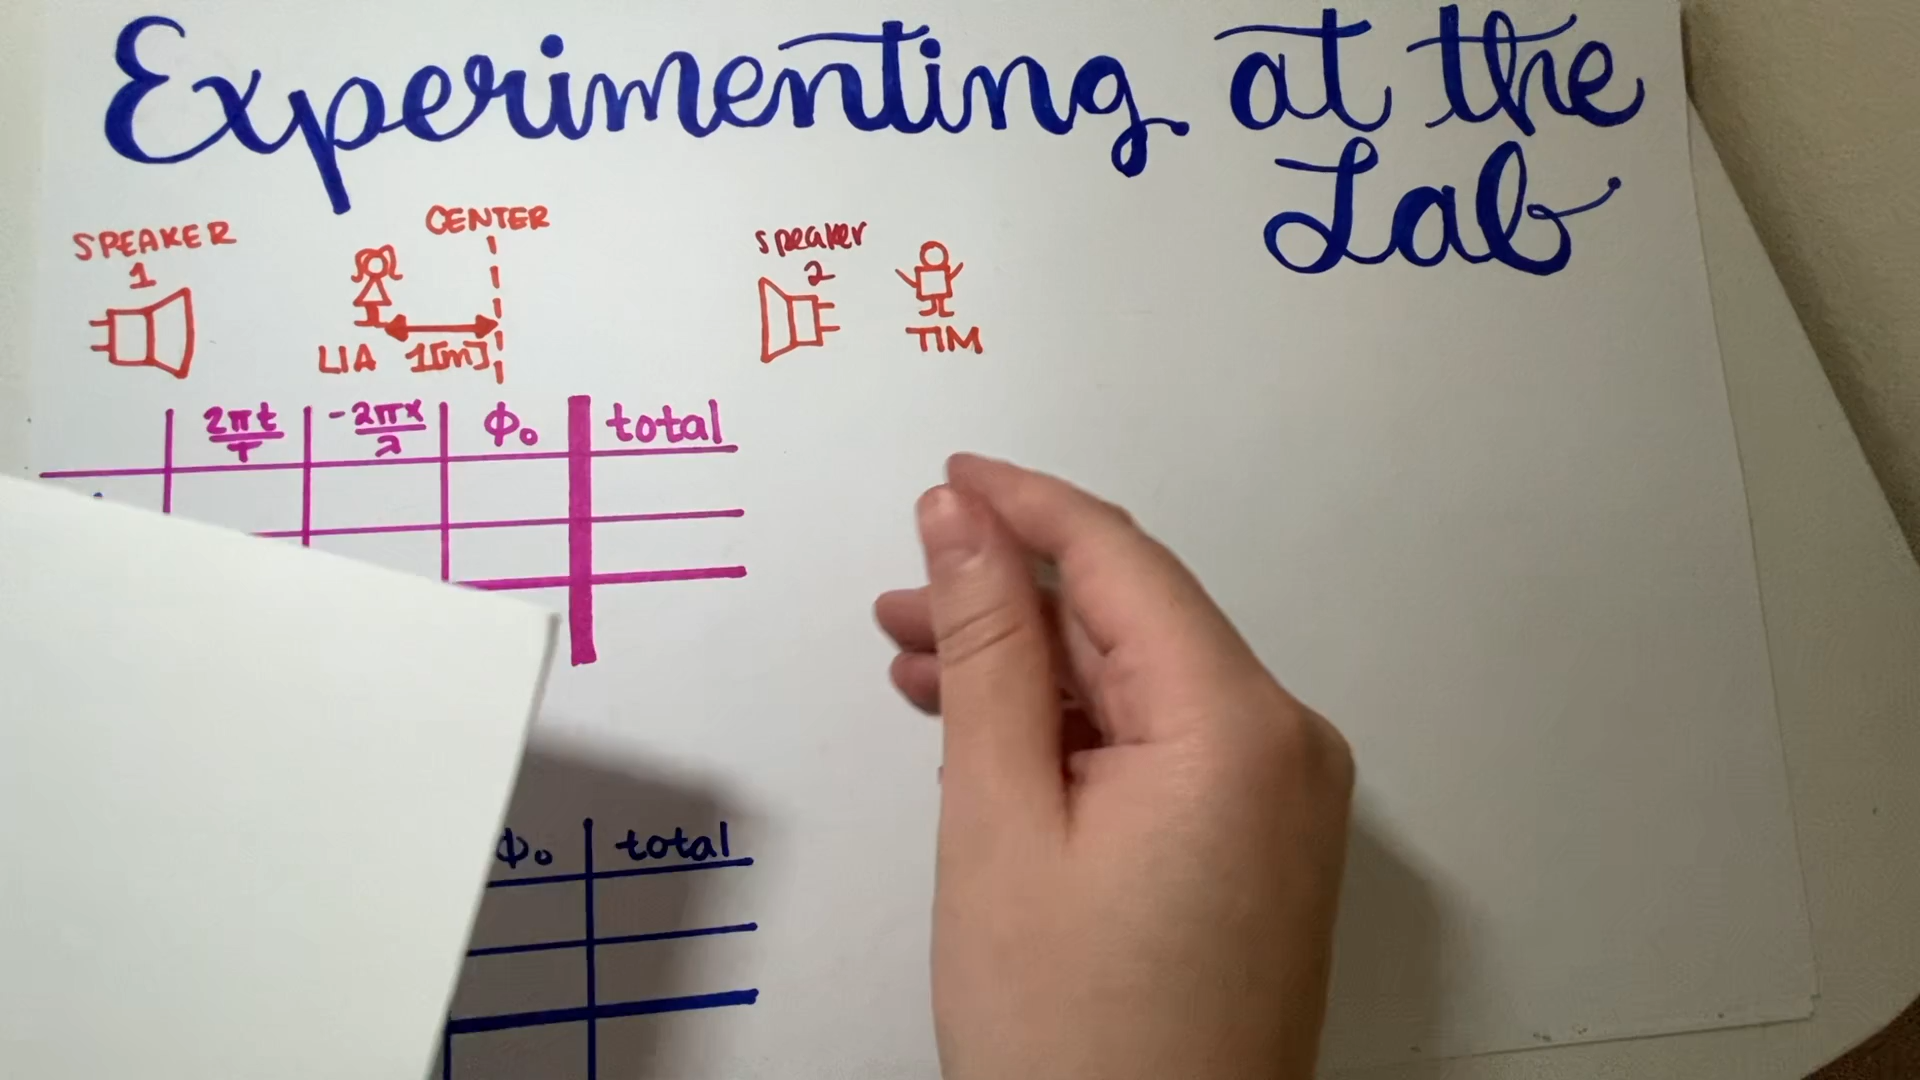 Experimenting at the
Lab
SPEAKER
1
CENTER
speaker
2
LIA
1[m]
TIM
2πt/T
-2πx/λ
ϕ₀
total
ϕ₀
total